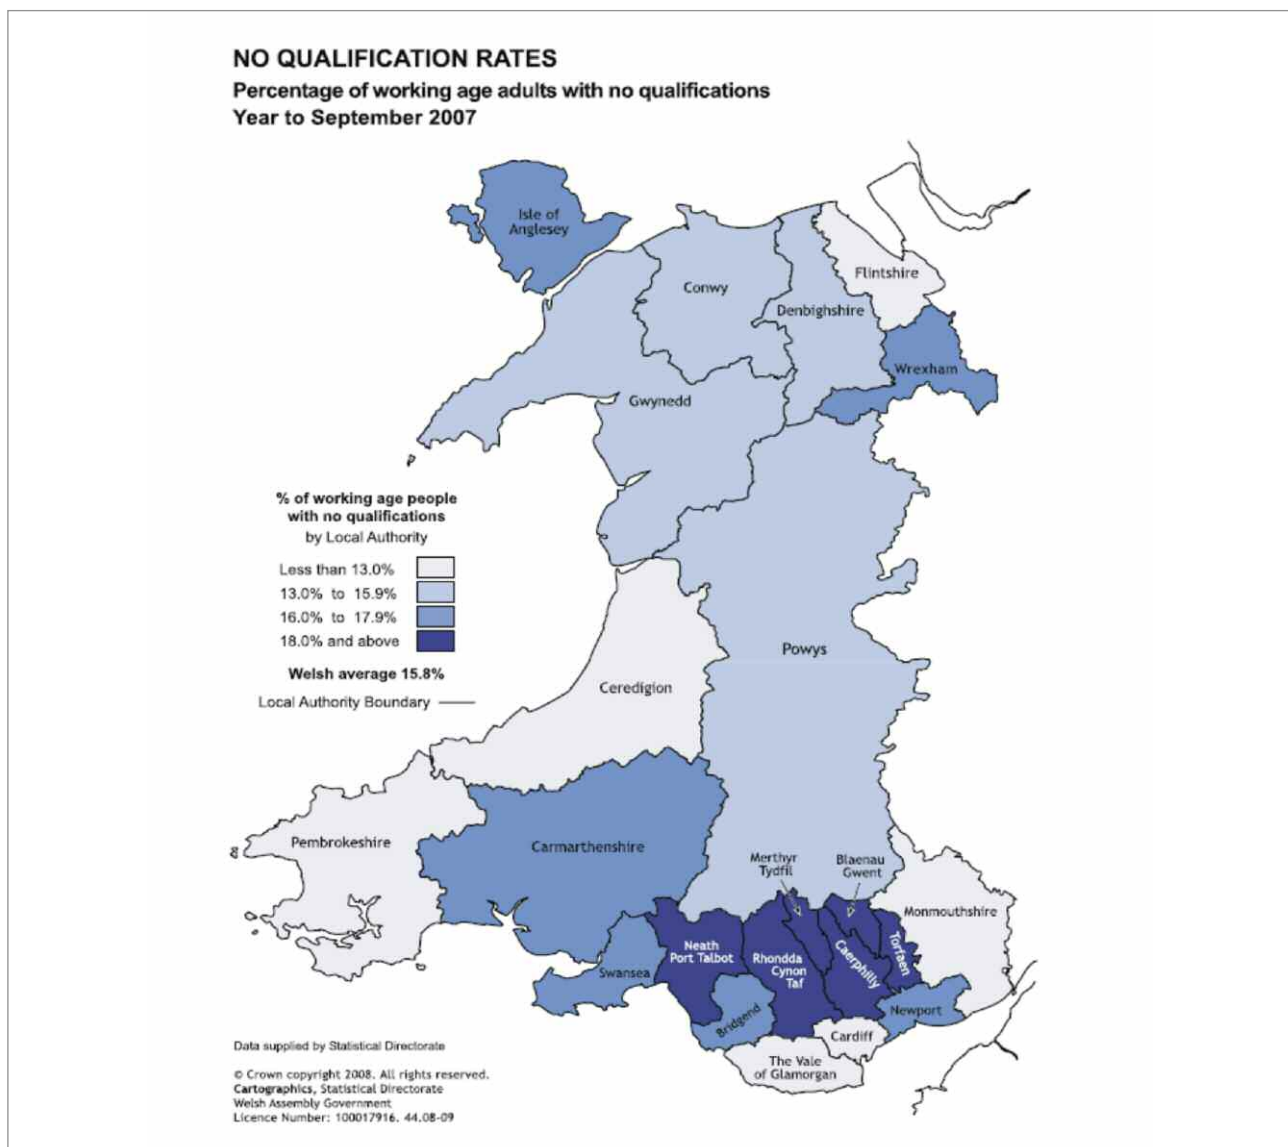 NO QUALIFICATION RATES
Percentage of working age adults with no qualifications
Year to September 2007
Isle of
Anglesey
Flintshire
Conwy
Denbighshire
Wrexham
Gwynedd
% of working age people
with no qualifications
by Local Authority
Less than 13.0%
13.0% to 15.9%
16.0% to 17.9%
18.0% and above
Welsh average 15.8%
Local Authority Boundary
Powys
Ceredigion
Pembrokeshire
Carmarthenshire
Merthyr
Tydfil
Blaenau
Gwent
Monmouthshire
Neath
Port Talbot
Rhondda
Cynon
Taf
Caerphilly
Torfaen
Swansea
Bridgend
Newport
Cardiff
The Vale
of Glamorgan
Data supplied by Statistical Directorate
© Crown copyright 2008. All rights reserved.
Cartographics, Statistical Directorate
Welsh Assembly Government
Licence Number: 100017916. 44.08-09